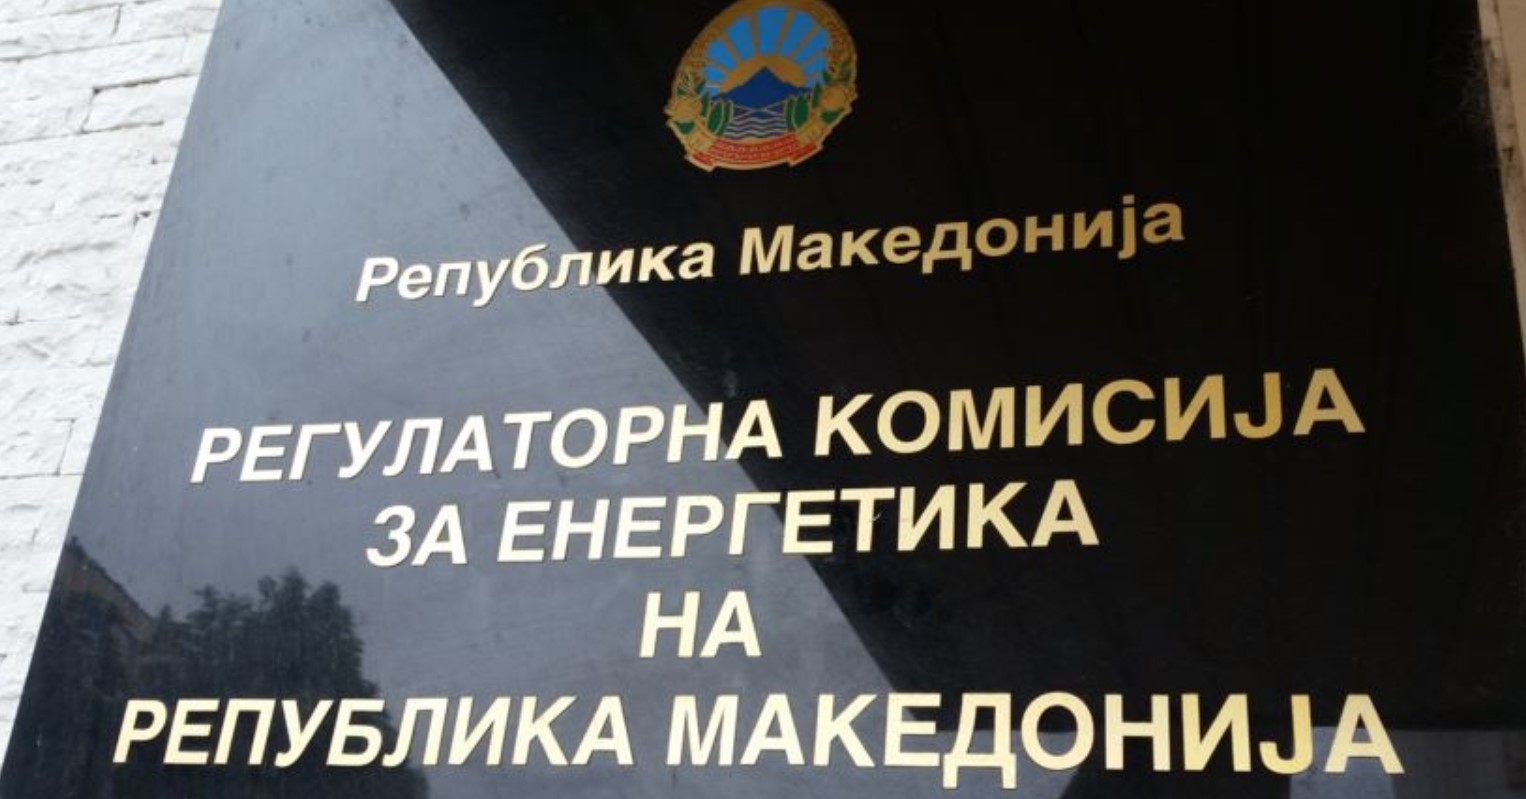 Република Македонија
РЕГУЛАТОРНА КОМИСИЈА
ЗА ЕНЕРГЕТИКА
НА
РЕПУБЛИКА МАКЕДОНИЈА